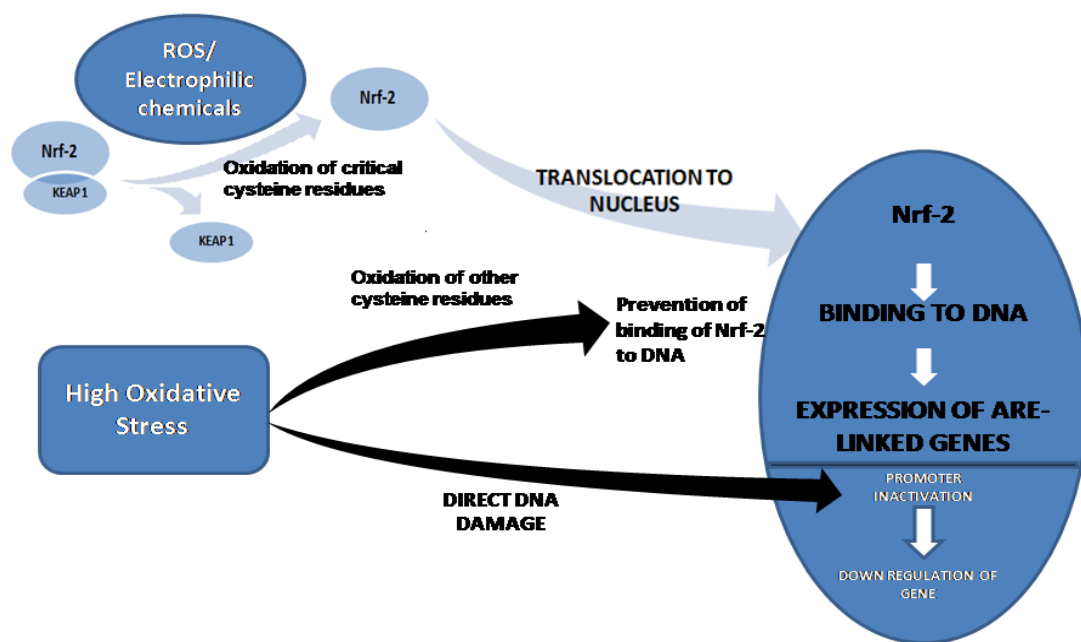 ROS/
Electrophilic
chemicals
Nrf-2
Nrf-2
KEAP1
Oxidation of critical
cysteine residues
KEAP1
TRANSLOCATION TO
NUCLEUS
Nrf-2
BINDING TO DNA
EXPRESSION OF ARE-
LINKED GENES
Oxidation of other
cysteine residues
Prevention of
binding of Nrf-2
to DNA
High Oxidative
Stress
DIRECT DNA
DAMAGE
PROMOTER
INACTIVATION
DOWN REGULATION OF
GENE